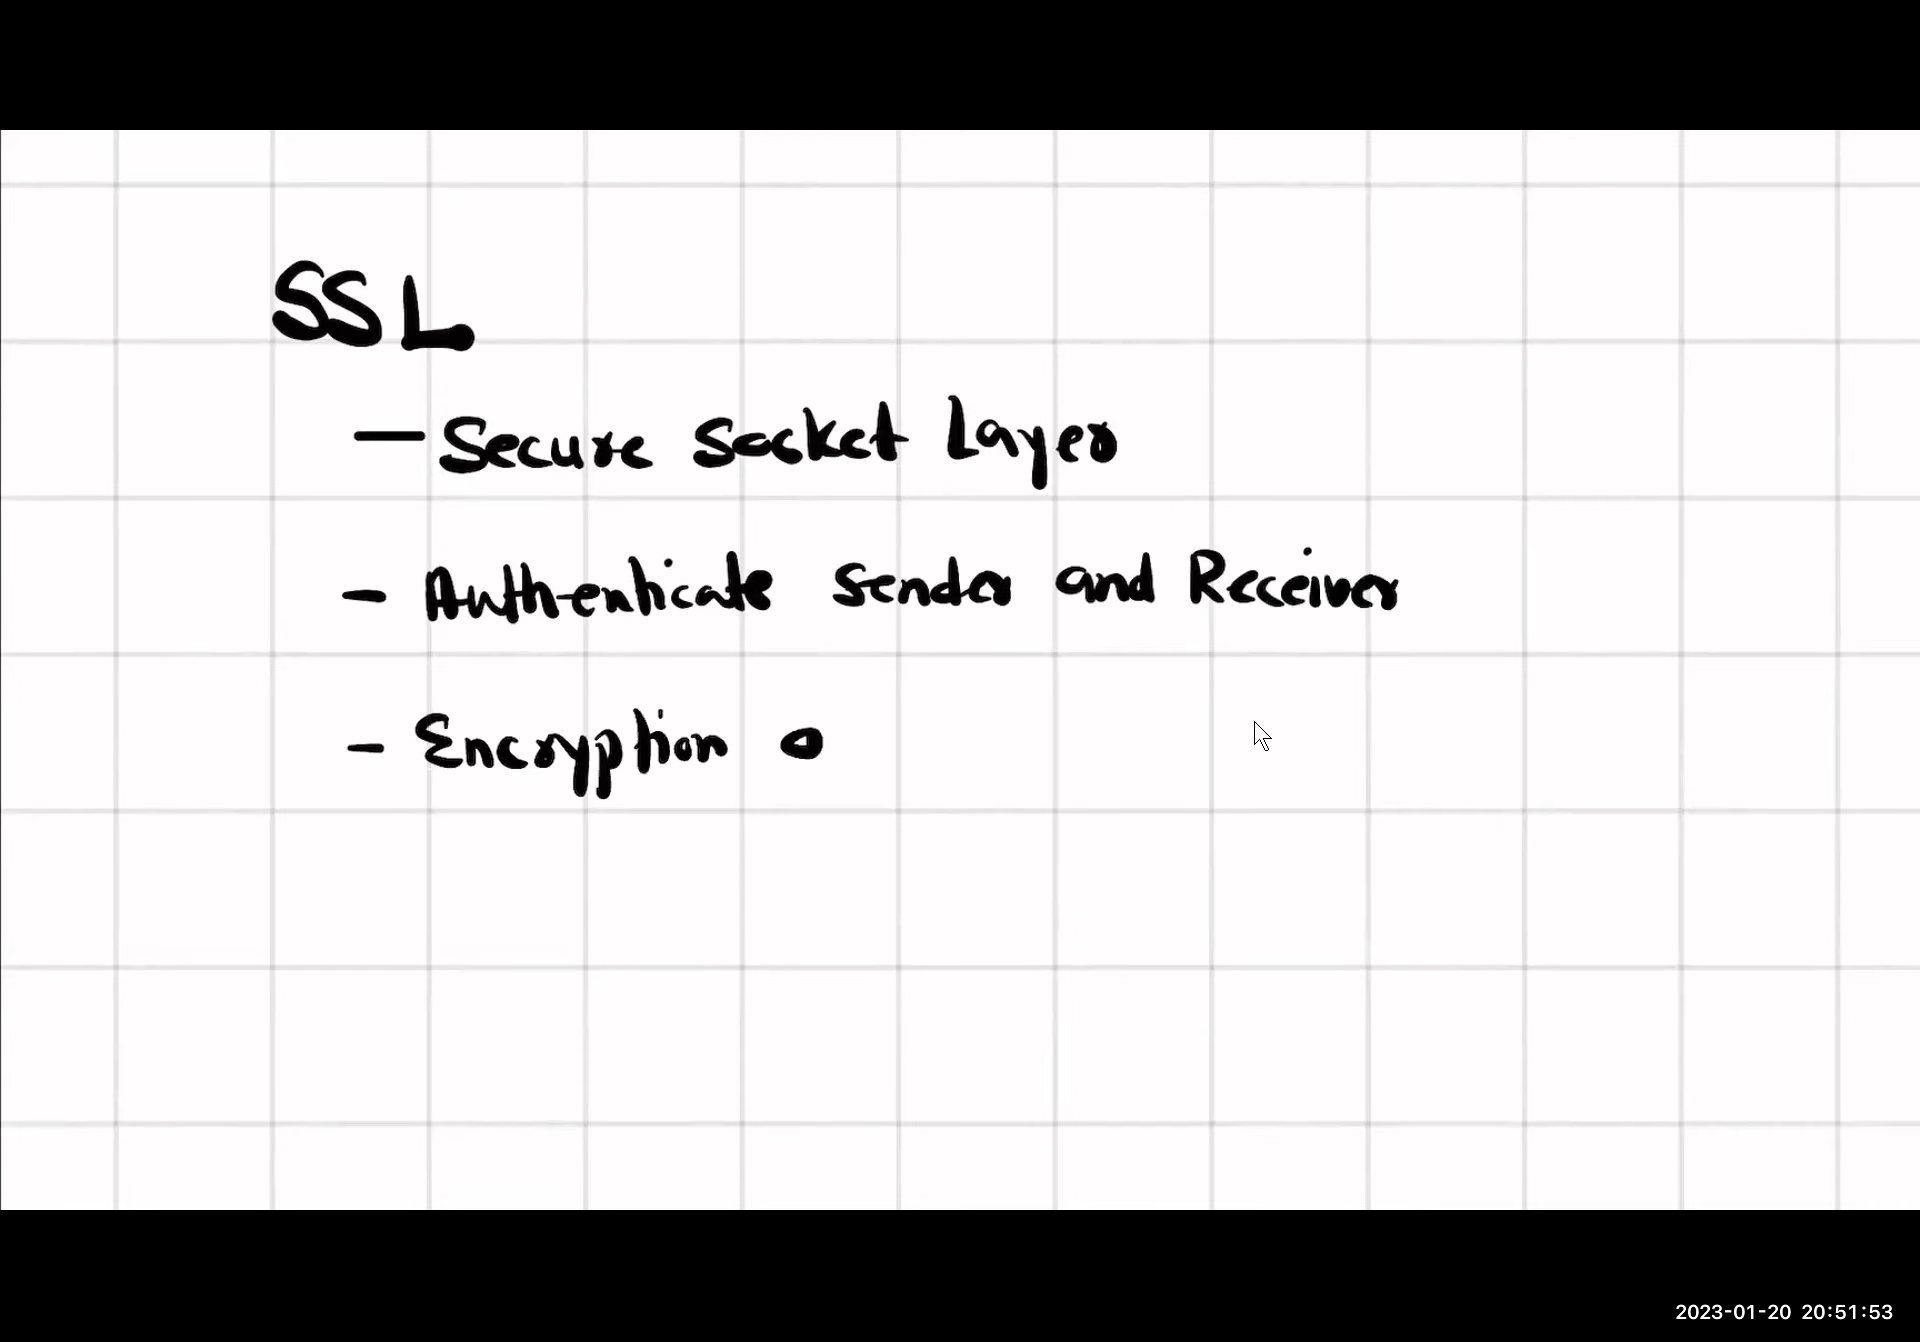 SSL
— Secure Socket Layer
- Authenticate Sender and Receiver
- Encryption o
2023-01-20 20:51:53